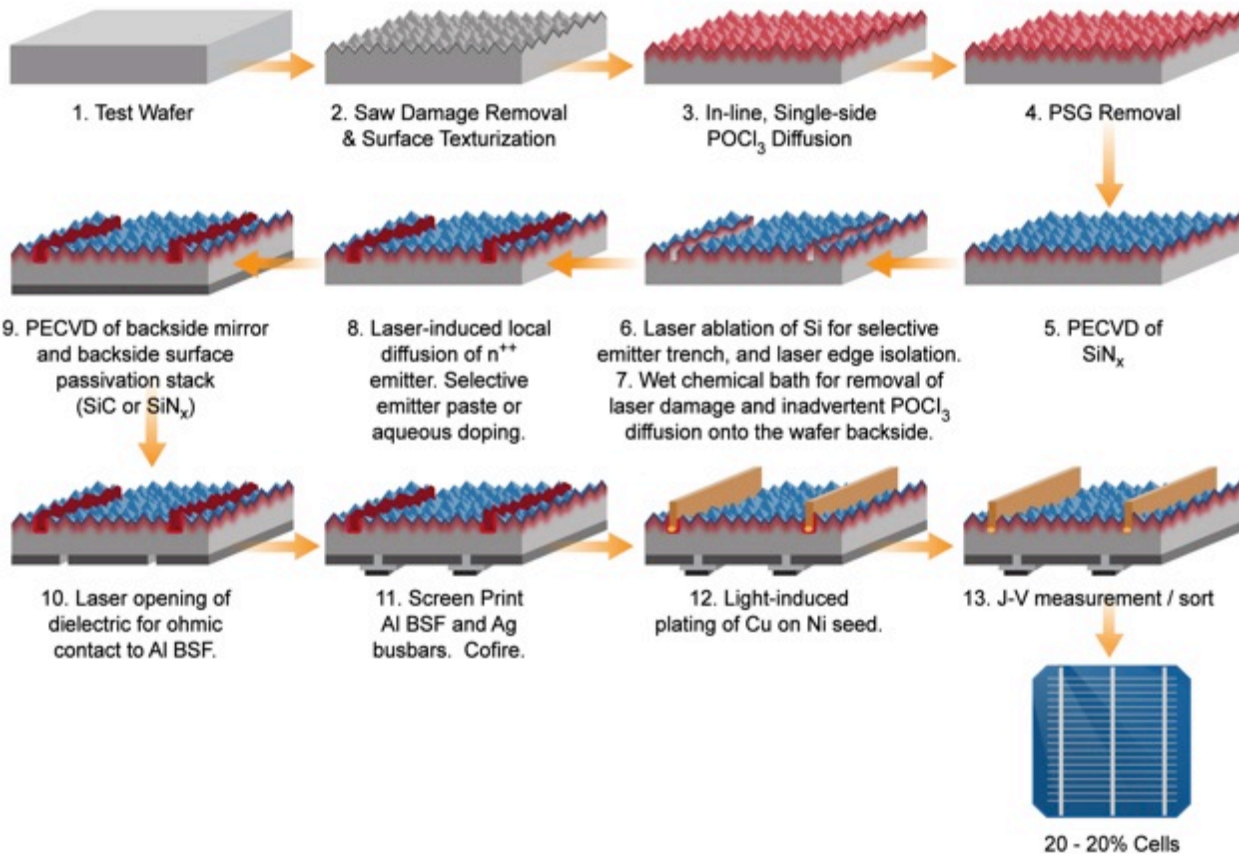 1. Test Wafer
2. Saw Damage Removal
& Surface Texturization
3. In-line, Single-side
POCl₃ Diffusion
4. PSG Removal
5. PECVD of
SiNₓ
6. Laser ablation of Si for selective
emitter trench, and laser edge isolation.
7. Wet chemical bath for removal of
laser damage and inadvertent POCl₃
diffusion onto the wafer backside.
8. Laser-induced local
diffusion of n⁺⁺
emitter. Selective
emitter paste or
aqueous doping.
9. PECVD of backside mirror
and backside surface
passivation stack
(SiC or SiNₓ)
10. Laser opening of
dielectric for ohmic
contact to Al BSF.
11. Screen Print
Al BSF and Ag
busbars. Cofire.
12. Light-induced
plating of Cu on Ni seed.
13. J-V measurement / sort
20 - 20% Cells